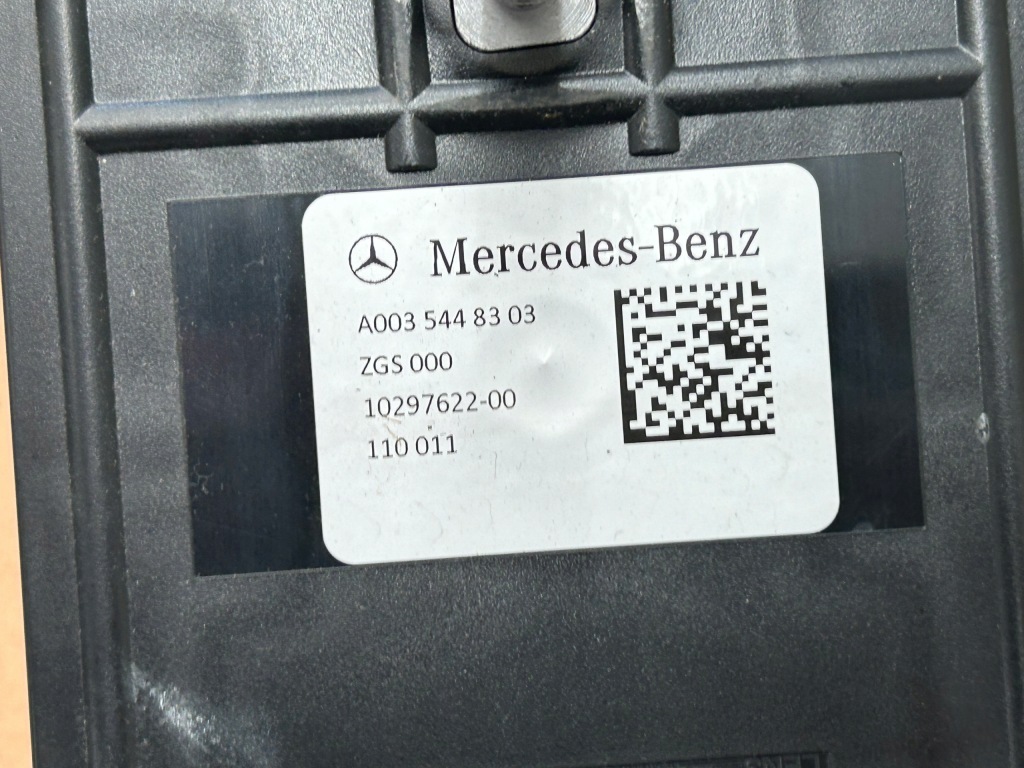 Mercedes-Benz
A003 544 83 03
ZGS 000
10297622-00
110 011